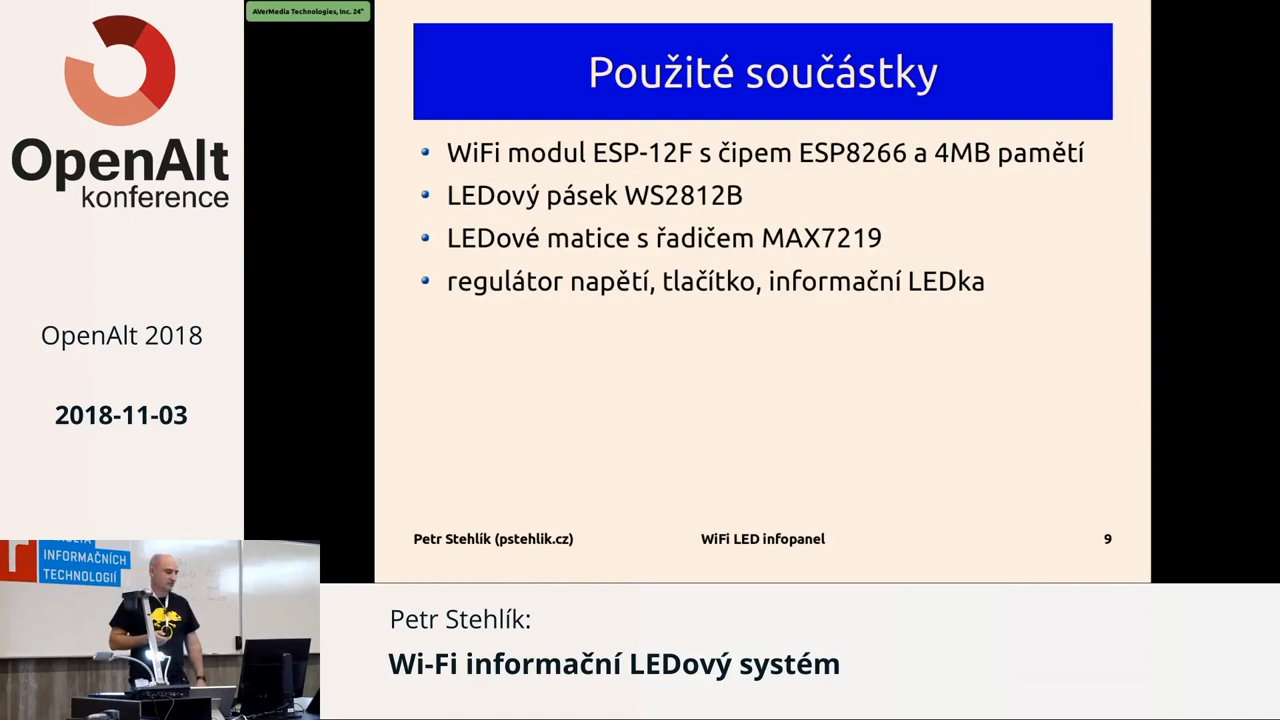 AVerMedia Technologies, Inc. 24"
OpenAlt
konference
OpenAlt 2018
2018-11-03
Použité součástky
WiFi modul ESP-12F s čipem ESP8266 a 4MB pamětí
LEDový pásek WS2812B
LEDové matice s řadičem MAX7219
regulátor napětí, tlačítko, informační LEDka
Petr Stehlík (pstehlik.cz)
WiFi LED infopanel
9
INFORMAČNÍCH
TECHNOLOGIÍ
Petr Stehlík:
Wi-Fi informační LEDový systém